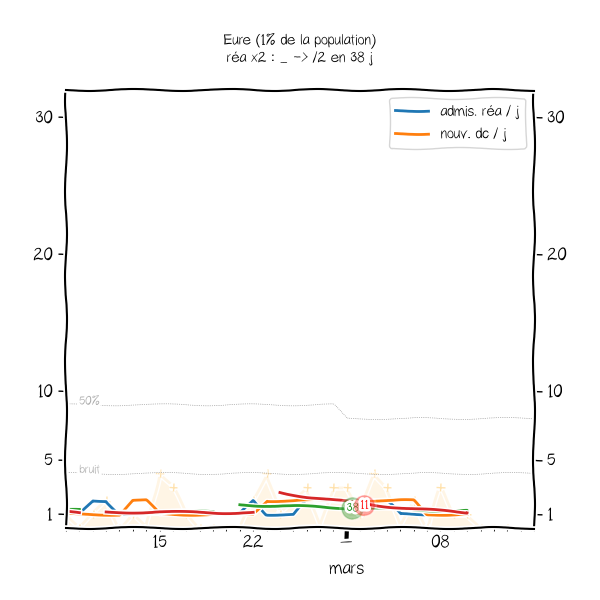 Eure (1% de la population)
réa x2 : _ -> /2 en 38 j
admis. réa / j
nouv. dc / j
30
30
20
20
10
10
50%
5
5
bruit
1
1
38
11
15
22
08
mars